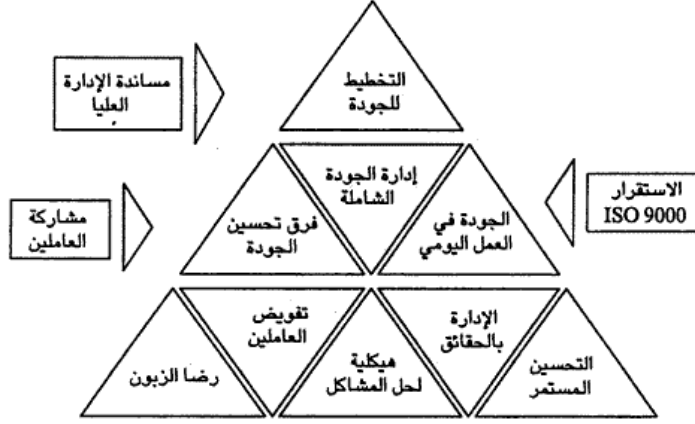 التخطيط
للجودة
مساندة الإدارة
العليا
إدارة الجودة
الشاملة
الاستقرار
ISO 9000
الجودة في
العمل اليومي
فرق تحسين
الجودة
مشاركة
العاملين
التحسين
المستمر
الإدارة
بالحقائق
هيكلية
لحل المشاكل
تفويض
العاملين
رضا الزبون